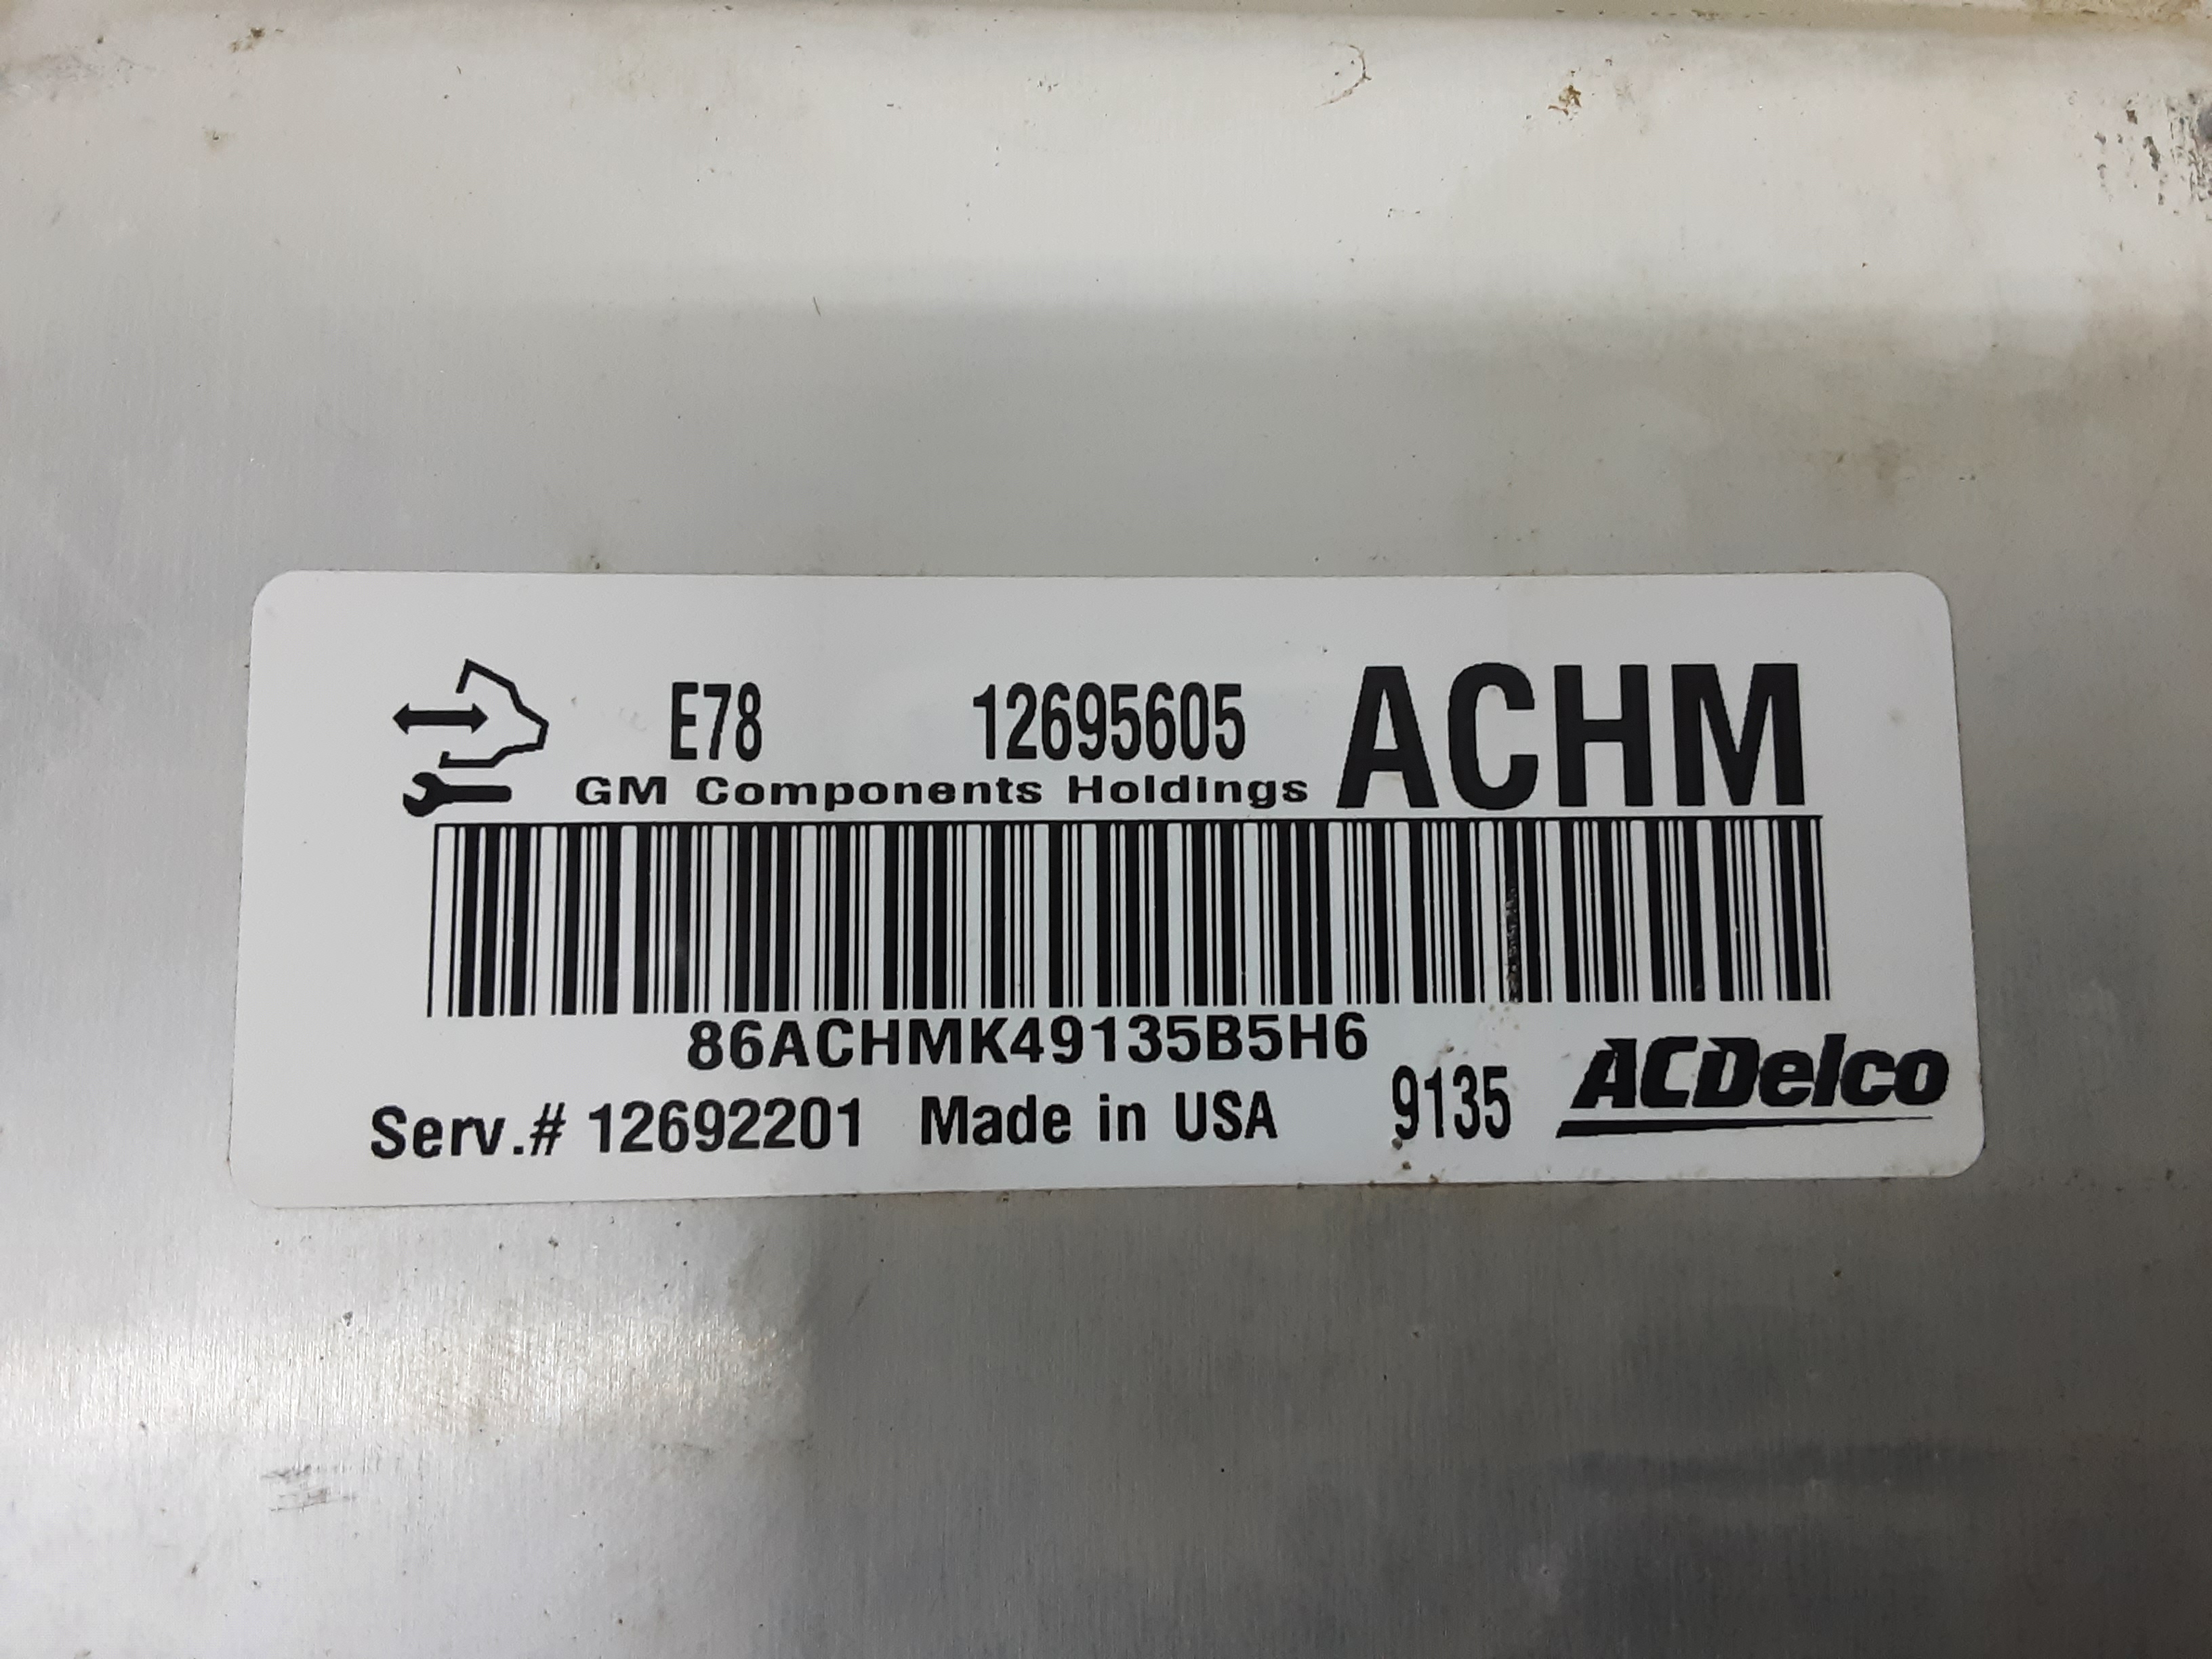 E78 12695605 ACHM
GM Components Holdings
86ACHMK49135B5H6
Serv.# 12692201 Made in USA 9135 ACDelco